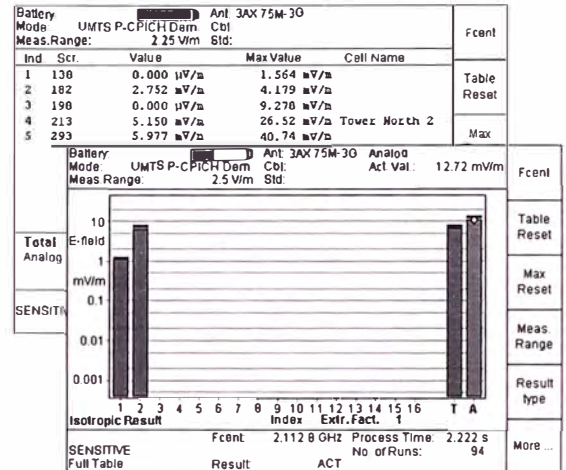 Battery: Ant: 3AX 75M-3G
Mode: UMTS P-CPICH Dem. Cbl:
Meas.Range: 2.25 V/m Std:
Fcent
Ind Scr. Value Max Value Cell Name
1 138 0.000 µV/m 1.564 mV/m
2 182 2.752 mV/m 4.179 mV/m
3 198 0.000 µV/m 9.278 mV/m
4 213 5.150 mV/m 26.52 mV/m Tower North 2
5 293 5.977 mV/m 40.74 mV/m
Table
Reset
Max
Total
Analog
Battery: Ant: 3AX 75M-3G Analog
Mode: UMTS P-CPICH Dem. Cbl: Act. Val.: 12.72 mV/m
Meas Range: 2.5 V/m Std:
Fcent
Table
Reset
Max
Reset
Meas.
Range
Result
type
More ...
10
E-field
1
mV/m
0.1
0.01
0.001
1 2 3 4 5 6 7 8 9 10 11 12 13 14 15 16 T A
Isotropic Result Index Extr.Fact. 1
Fcent: 2.112 8 GHz Process Time: 2.222 s
SENSITIVE No. of Runs: 94
Full Table Result: ACT